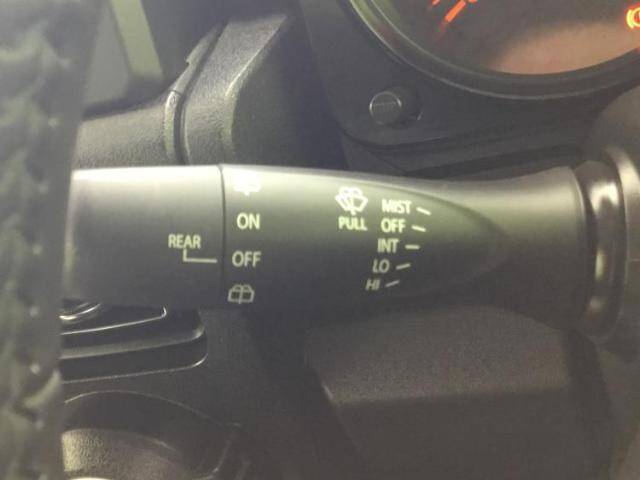 REAR
ON
OFF
PULL
MIST
OFF
INT
LO
HI